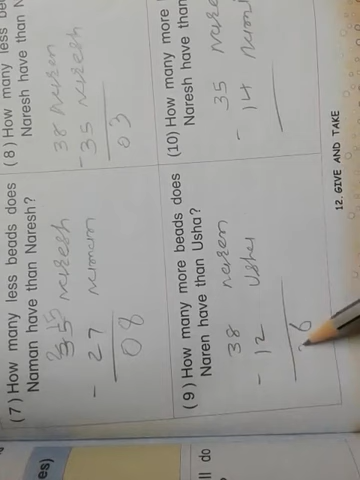 (8) How many less bea
Naren have than N
38 Naren
- 35 Naresh
03
(10) How many more
Naresh have than
35
- 14
(7) How many less beads does
Naman have than Naresh?
35 Naresh
- 27 Naman
08
(9) How many more beads does
Naren have than Usha?
38 naren
- 12 Usha
6
12. GIVE AND TAKE
es)
ll do